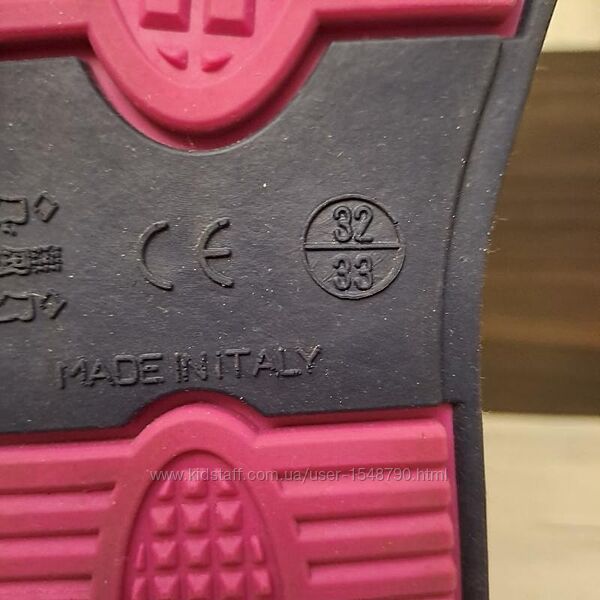 32
CE
33
MADE IN iTALY
www.kidstaff.com.ua/user-1548790.html